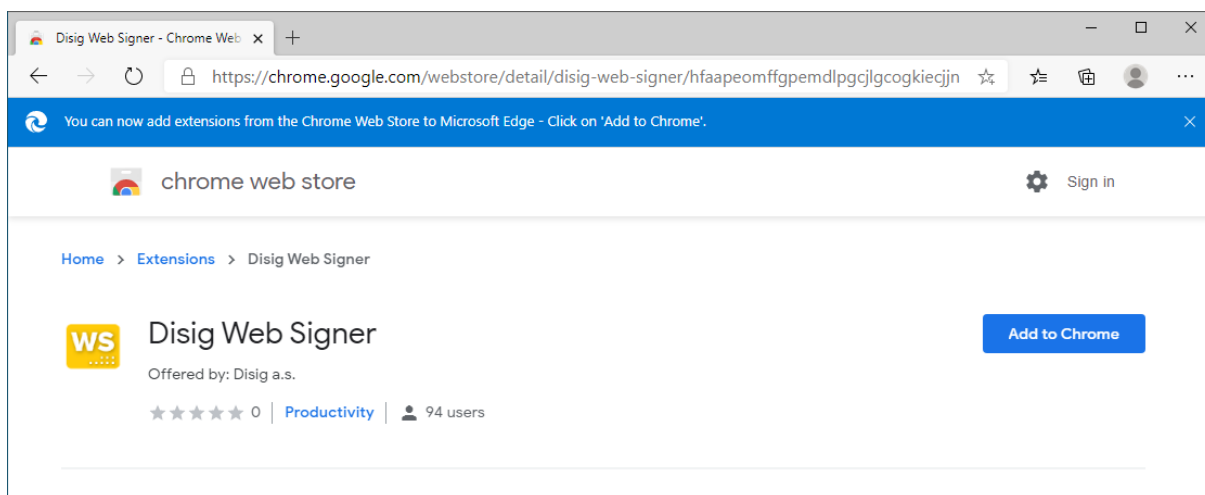 Disig Web Signer - Chrome Web
https://chrome.google.com/webstore/detail/disig-web-signer/hfaapeomffgpemdlpgcjlgcogkiecjjn
You can now add extensions from the Chrome Web Store to Microsoft Edge - Click on 'Add to Chrome'.
chrome web store
Sign in
Home > Extensions > Disig Web Signer
WS
Disig Web Signer
Add to Chrome
Offered by: Disig a.s.
0 | Productivity | 94 users